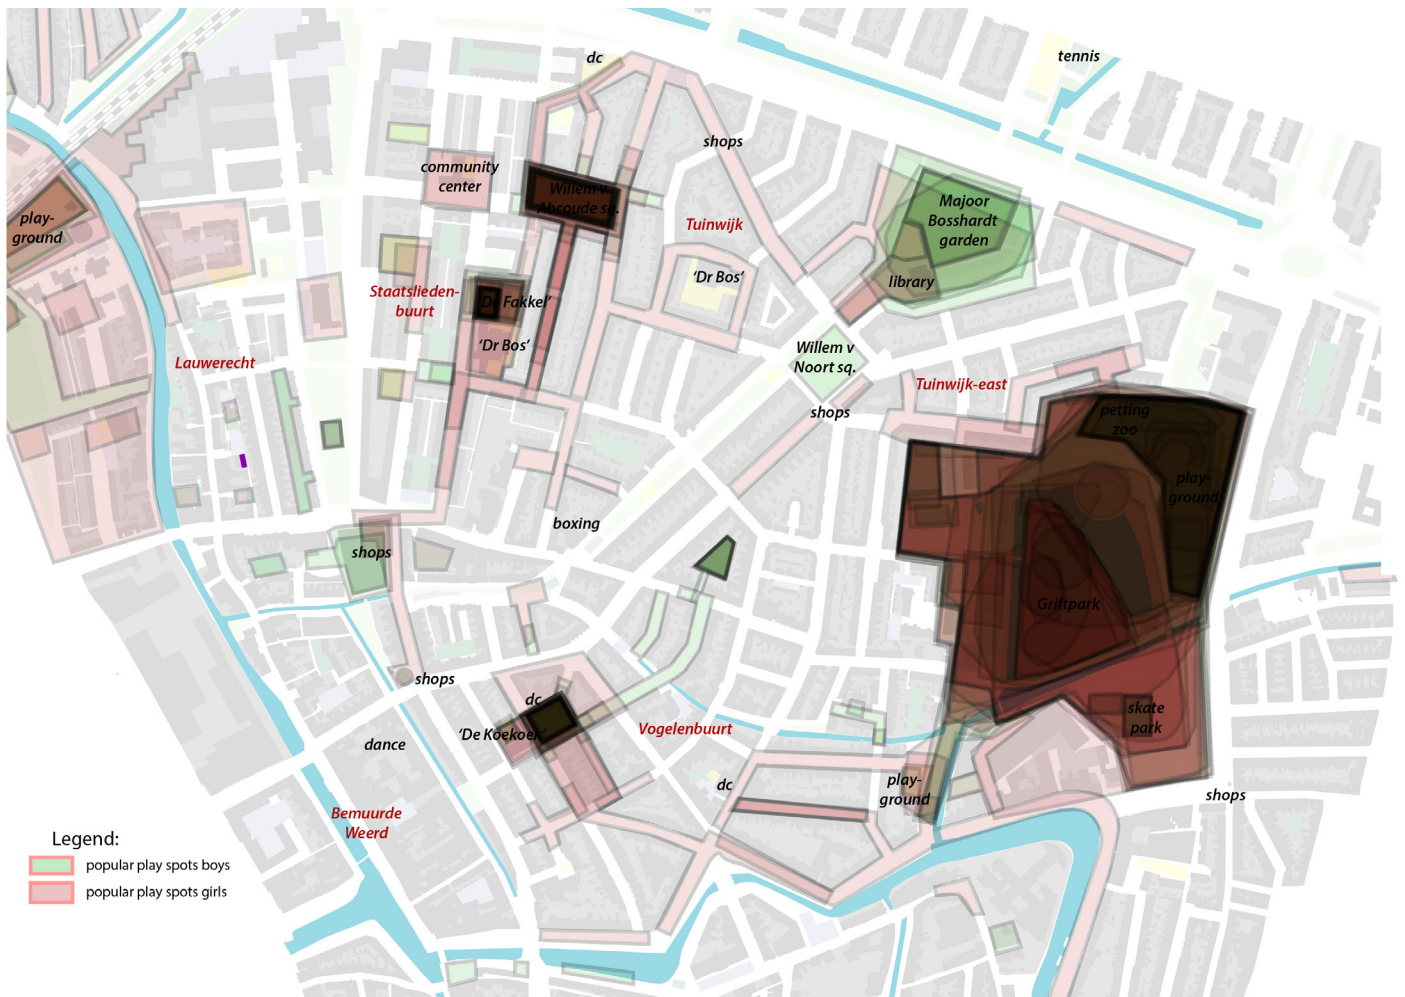 dc
tennis
shops
community
center
Willem v
Abcoude sq.
Majoor
Bosshardt
garden
play-
ground
Tuinwijk
'Dr Bos'
library
Staatslieden-
buurt
'De Fakkel'
'Dr Bos'
Willem v
Noort sq.
Lauwerecht
Tuinwijk-east
shops
petting
zoo
play-
ground
boxing
shops
Griftpark
shops
dc
'De Koekoek'
Vogelenbuurt
skate
park
dance
dc
play-
ground
shops
Bemuurde
Weerd
Legend:
popular play spots boys
popular play spots girls